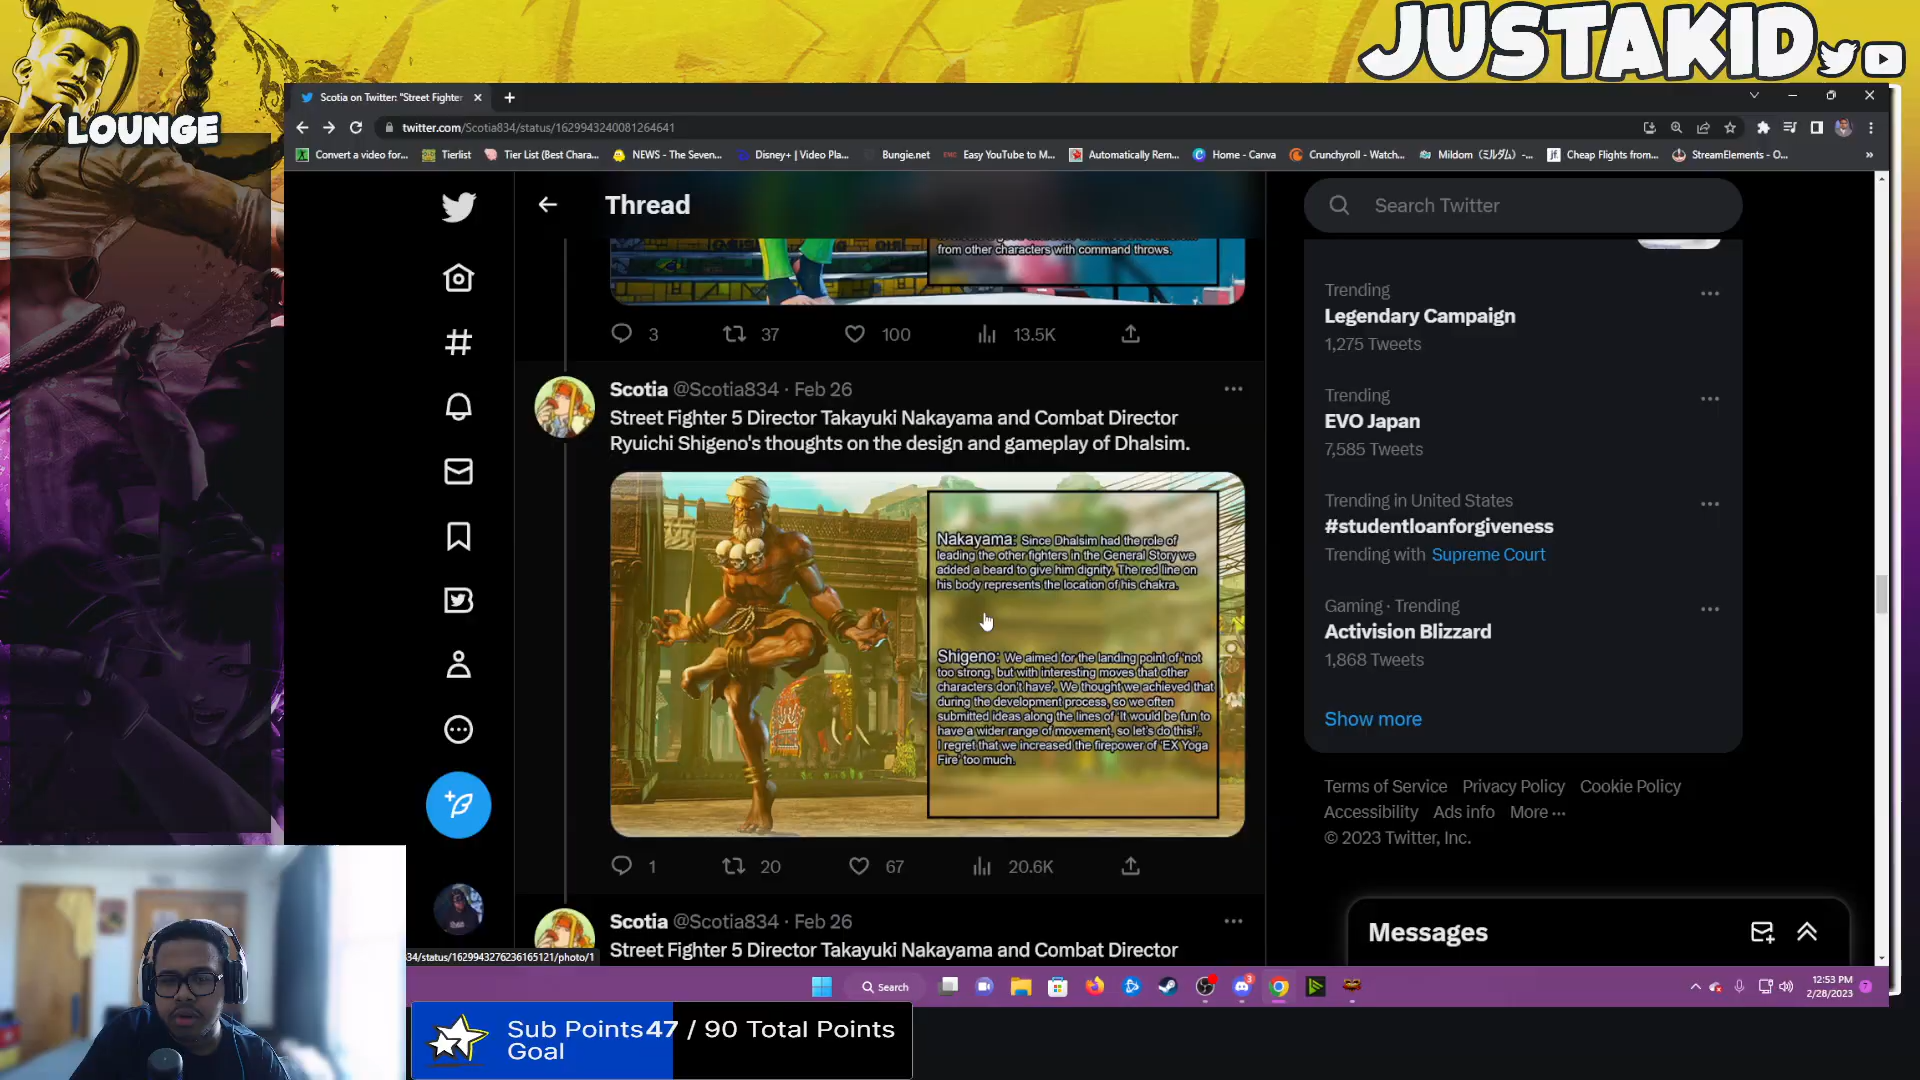 JUSTAKID
LOUNGE
Scotia on Twitter: "Street Fighter
twitter.com/Scotia834/status/1629943240081264641
Convert a video for...
Tierlist
Tier List (Best Chara...
NEWS - The Seven...
Disney+ | Video Pla...
Bungie.net
Easy YouTube to M...
Automatically Rem...
Home - Canva
Crunchyroll - Watch...
Mildom (ミルダム) -...
Cheap Flights from...
StreamElements - O...
Thread
Search Twitter
from other characters with command throws.
3
37
100
13.5K
Scotia @Scotia834 · Feb 26
Street Fighter 5 Director Takayuki Nakayama and Combat Director
Ryuichi Shigeno's thoughts on the design and gameplay of Dhalsim.
Nakayama: Since Dhalsim had the role of
leading the other fighters in the General Story we
added a beard to give him dignity. The red line on
his body represents the location of his chakra.
Shigeno: We aimed for the landing point of 'not
too strong, but with interesting moves that other
characters don't have'. We thought we achieved that
during the development process, so we often
submitted ideas along the lines of 'It would be fun to
have a wider range of movement, so let's do this!'.
I regret that we increased the firepower of 'EX Yoga
Fire' too much.
1
20
67
20.6K
Scotia @Scotia834 · Feb 26
Street Fighter 5 Director Takayuki Nakayama and Combat Director
34/status/1629943276236165121/photo/1
Trending
Legendary Campaign
1,275 Tweets
Trending
EVO Japan
7,585 Tweets
Trending in United States
#studentloanforgiveness
Trending with Supreme Court
Gaming · Trending
Activision Blizzard
1,868 Tweets
Show more
Terms of Service Privacy Policy Cookie Policy
Accessibility Ads info More ···
© 2023 Twitter, Inc.
Messages
Search
3
12:53 PM
2/28/2023
7
Sub Points 47 / 90 Total Points
Goal